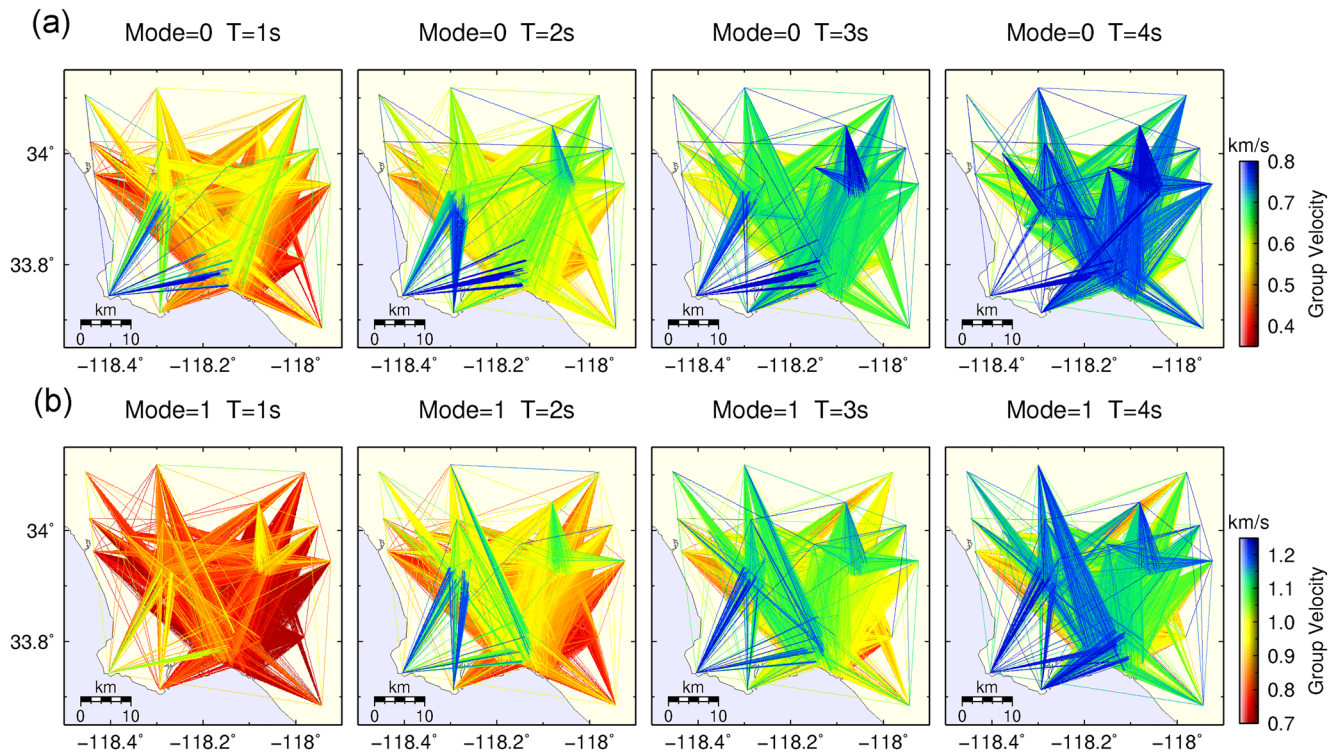 (a)
Mode=0 T=1s
Mode=0 T=2s
Mode=0 T=3s
Mode=0 T=4s
34˚
33.8˚
km
0 10
km
0 10
km
0 10
km
0 10
−118.4˚ −118.2˚ −118˚
−118.4˚ −118.2˚ −118˚
−118.4˚ −118.2˚ −118˚
−118.4˚ −118.2˚ −118˚
km/s
0.8
0.7
0.6
0.5
0.4
Group Velocity
(b)
Mode=1 T=1s
Mode=1 T=2s
Mode=1 T=3s
Mode=1 T=4s
34˚
33.8˚
km
0 10
km
0 10
km
0 10
km
0 10
−118.4˚ −118.2˚ −118˚
−118.4˚ −118.2˚ −118˚
−118.4˚ −118.2˚ −118˚
−118.4˚ −118.2˚ −118˚
km/s
1.2
1.1
1.0
0.9
0.8
0.7
Group Velocity